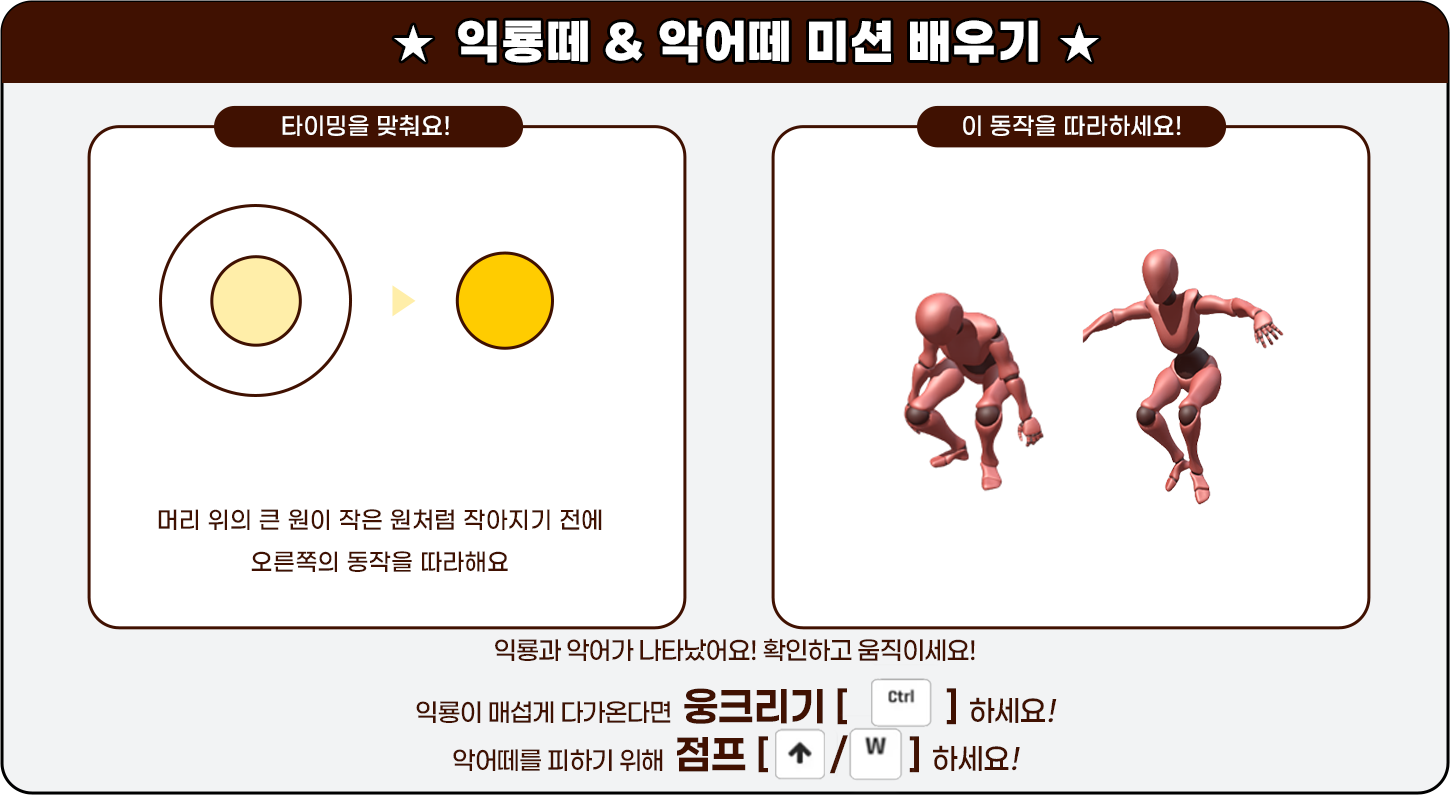 ★ 익룡떼 & 악어떼 미션 배우기 ★
타이밍을 맞춰요!
머리 위의 큰 원이 작은 원처럼 작아지기 전에
오른쪽의 동작을 따라해요
이 동작을 따라하세요!
익룡과 악어가 나타났어요! 확인하고 움직이세요!
익룡이 매섭게 다가온다면 웅크리기 [ Ctrl ] 하세요!
악어떼를 피하기 위해 점프 [ ↑ / W ] 하세요!